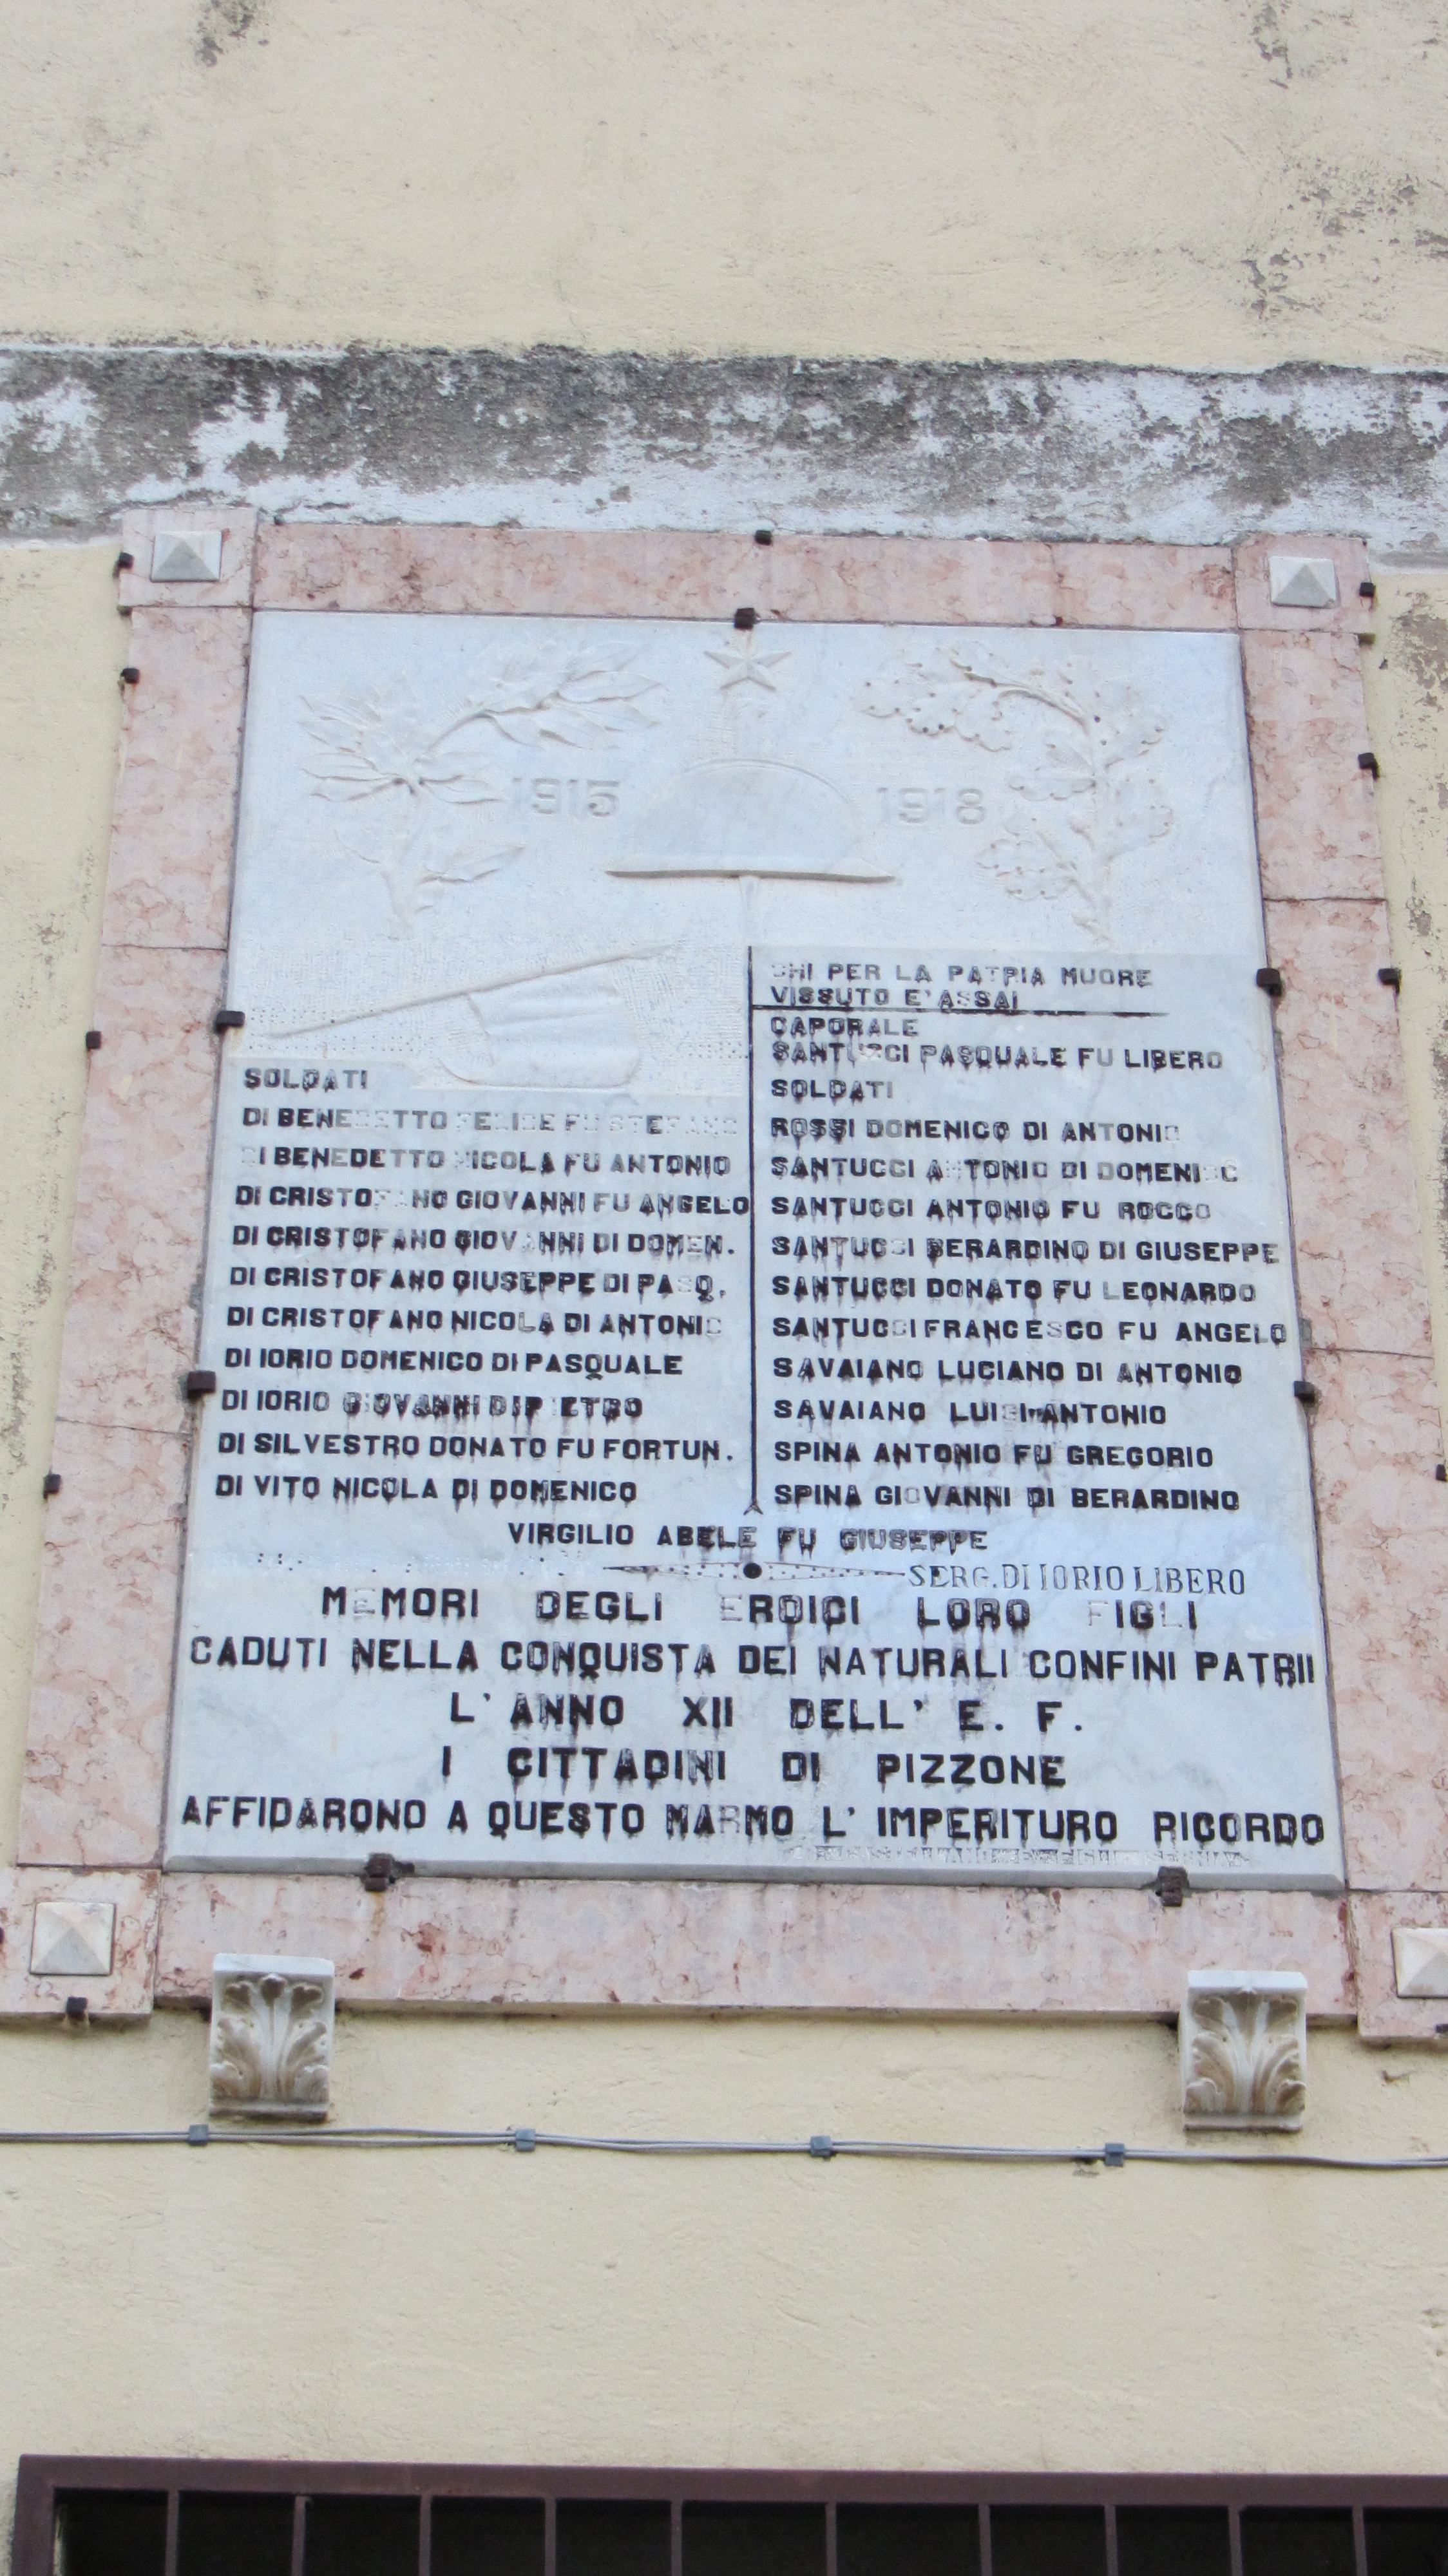 1915 1918
SOLDATI
DI BENEDETTO FELICE FU STEFANO
DI BENEDETTO NICOLA FU ANTONIO
DI CRISTOFANO GIOVANNI FU ANGELO
DI CRISTOFANO GIOVANNI DI DOMEN.
DI CRISTOFANO GIUSEPPE DI PASQ.
DI CRISTOFANO NICOLA DI ANTONIO
DI IORIO DOMENICO DI PASQUALE
DI IORIO GIOVANNI DI PIETRO
DI SILVESTRO DONATO FU FORTUN.
DI VITO NICOLA DI DOMENICO
CHI PER LA PATRIA MUORE
VISSUTO E' ASSAI
CAPORALE
SANTUCCI PASQUALE FU LIBERO
SOLDATI
ROSSI DOMENICO DI ANTONIO
SANTUCCI ANTONIO DI DOMENICO
SANTUCCI ANTONIO FU ROCCO
SANTUCCI BERARDINO DI GIUSEPPE
SANTUCCI DONATO FU LEONARDO
SANTUCCI FRANCESCO FU ANGELO
SAVAIANO LUCIANO DI ANTONIO
SAVAIANO LUIGI ANTONIO
SPINA ANTONIO FU GREGORIO
SPINA GIOVANNI DI BERARDINO
VIRGILIO ABELE FU GIUSEPPE
SERG. DI IORIO LIBERO
MEMORI DEGLI EROICI LORO FIGLI
CADUTI NELLA CONQUISTA DEI NATURALI CONFINI PATRII
L' ANNO XII DELL' E. F.
I CITTADINI DI PIZZONE
AFFIDARONO A QUESTO MARMO L' IMPERITURO RICORDO